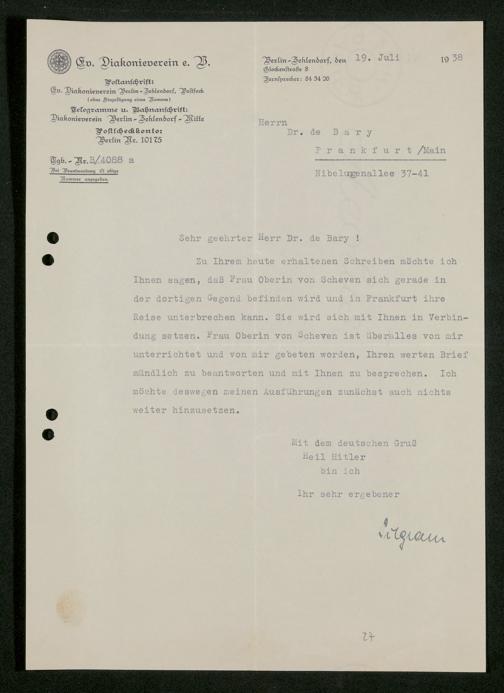 Ev. Diakonieverein e. V.
Postanschrift:
Ev. Diakonieverein Berlin-Zehlendorf, Postfach
(ohne Hinzufügung eines Namens)
Telegramme u. Bahnanschrift:
Diakonieverein Berlin-Zehlendorf-Mitte
Postscheckkonto:
Berlin Nr. 10175
Tgb.-Nr. B/4088 a
Bei Beantwortung ist obige
Nummer anzugeben.
Berlin-Zehlendorf, den 19. Juli 1938
Glockenstraße 8
Fernsprecher: 84 34 20
Herrn
Dr. de Bary
Frankfurt/Main
Nibelugenallee 37-41
Sehr geehrter Herr Dr. de Bary !
Zu Ihrem heute erhaltenen Schreiben möchte ich
Ihnen sagen, daß Frau Oberin von Scheven sich gerade in
der dortigen Gegend befinden wird und in Frankfurt ihre
Reise unterbrechen kann. Sie wird sich mit Ihnen in Verbin-
dung setzen. Frau Oberin von Scheven ist überalles von mir
unterrichtet und von mir gebeten worden, Ihren werten Brief
mündlich zu beantworten und mit Ihnen zu besprechen. Ich
möchte deswegen meinen Ausführungen zunächst auch nichts
weiter hinzusetzen.
Mit dem deutschen Gruß
Heil Hitler
bin ich
Ihr sehr ergebener
27